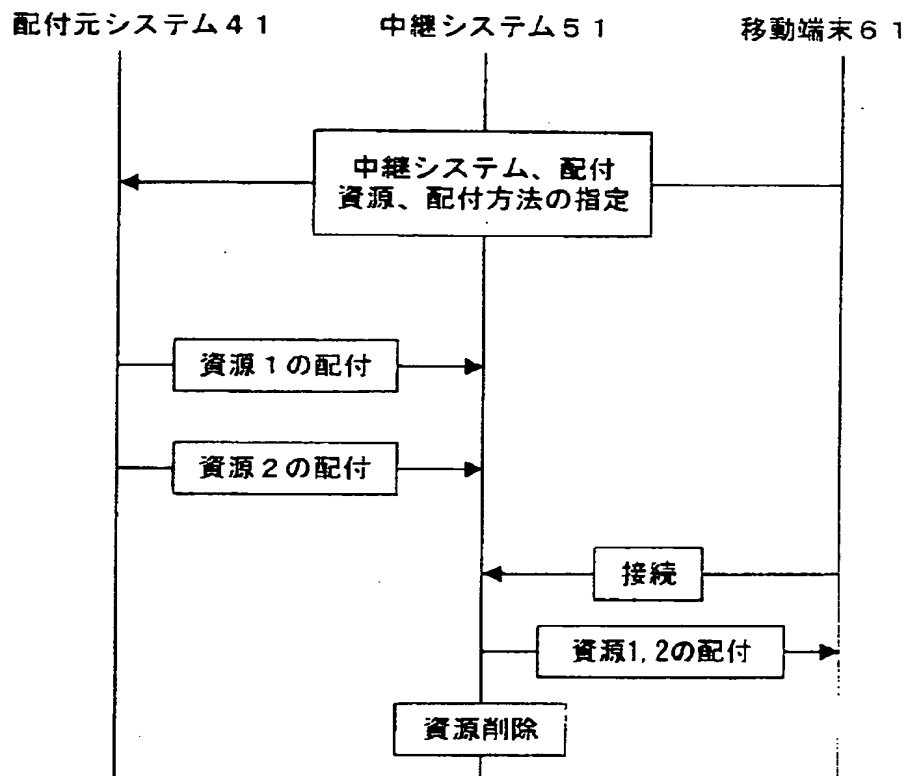 配付元システム４１
中継システム５１
移動端末６１
中継システム、配付
資源、配付方法の指定
資源１の配付
資源２の配付
接続
資源1,2の配付
資源削除